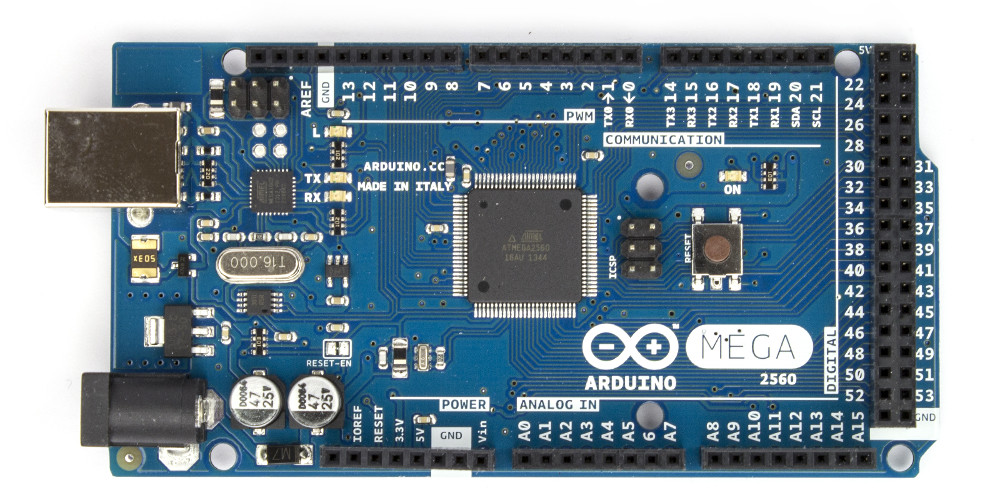 5V
AREF
GND
13
12
11
10
9
8
7
6
5
4
3
2
TX0→1
RX0←0
TX3 14
RX3 15
TX2 16
RX2 17
TX1 18
RX1 19
SDA 20
SCL 21
PWM
COMMUNICATION
L
TX
RX
ARDUINO.CC
MADE IN ITALY
ON
22
24
26
28
30
31
32
33
34
35
36
37
38
39
40
41
42
43
44
45
46
47
48
49
50
51
52
53
GND
DIGITAL
ATMEGA2560
16AU 1344
ICSP
RESET
T16.000
RESET-EN
ARDUINO
MEGA
2560
D0084
47
25V
D0084
47
25V
M7
POWER
ANALOG IN
IOREF
RESET
3.3V
5V
GND
Vin
A0
A1
A2
A3
A4
A5
6
A7
A8
A9
A10
A11
A12
A13
A14
A15